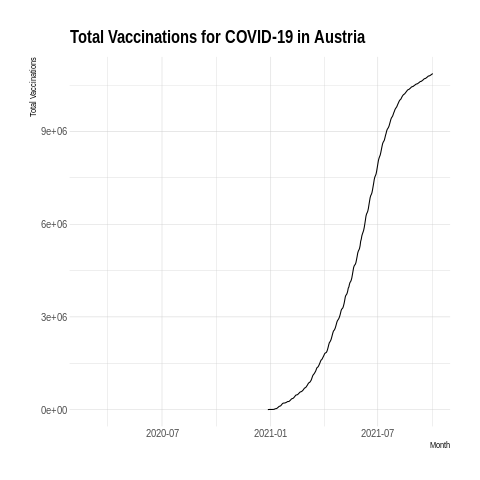 Total Vaccinations for COVID-19 in Austria
Total Vaccinations
9e+06
6e+06
3e+06
0e+00
2020-07
2021-01
2021-07
Month